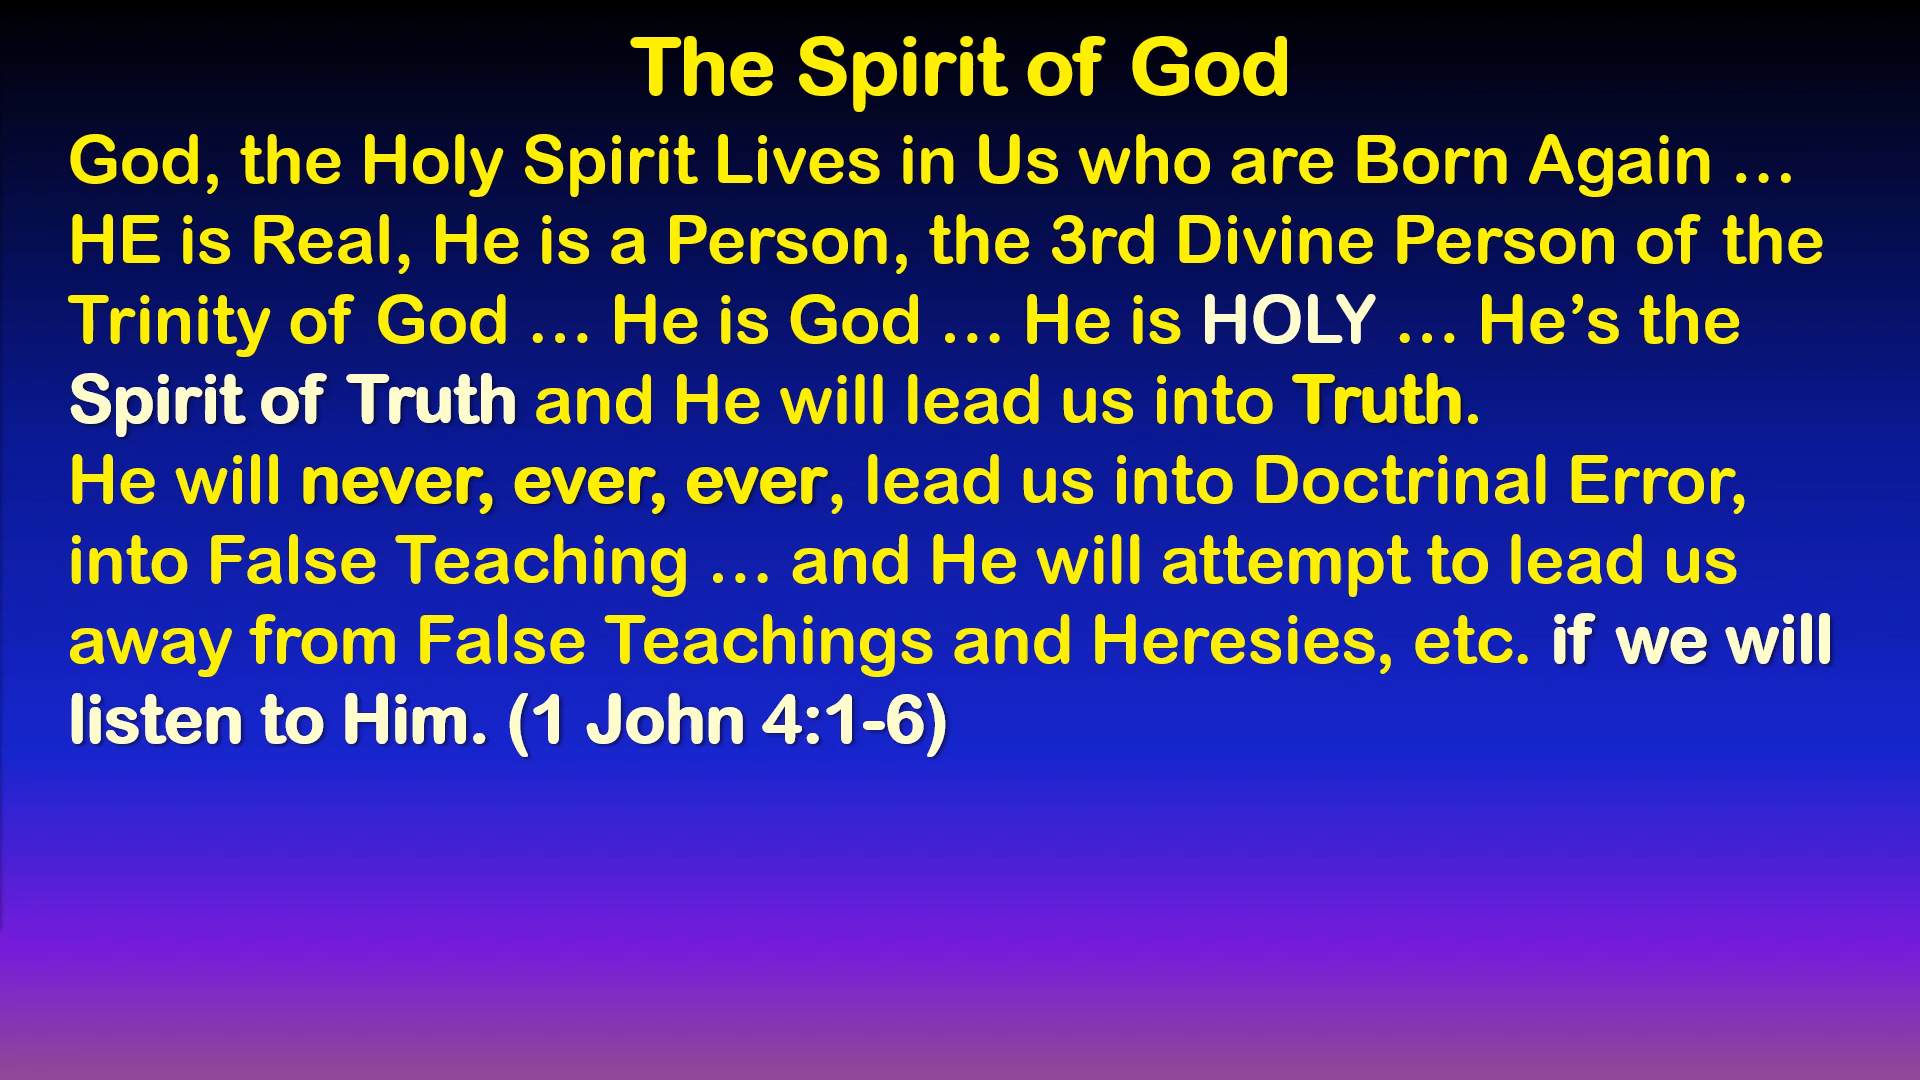 The Spirit of God
God, the Holy Spirit Lives in Us who are Born Again …
HE is Real, He is a Person, the 3rd Divine Person of the
Trinity of God … He is God … He is HOLY … He’s the
Spirit of Truth and He will lead us into Truth.
He will never, ever, ever, lead us into Doctrinal Error,
into False Teaching … and He will attempt to lead us
away from False Teachings and Heresies, etc. if we will
listen to Him. (1 John 4:1-6)